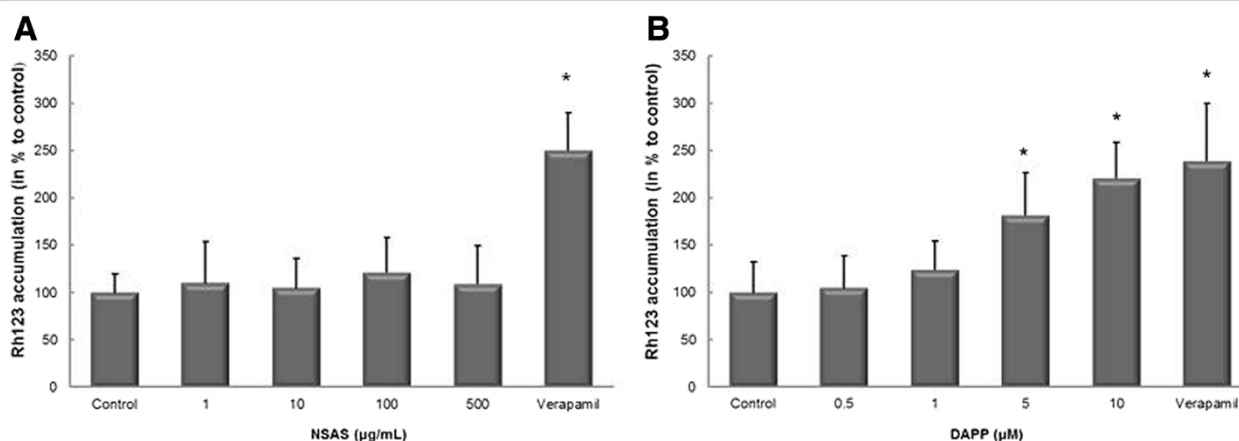 A
Rh123 accumulation (in % to control)
350
300
250
200
150
100
50
0
*
Control 1 10 100 500 Verapamil
NSAS (µg/mL)
B
Rh123 accumulation (in % to control)
350
300
250
200
150
100
50
0
* * *
Control 0.5 1 5 10 Verapamil
DAPP (µM)